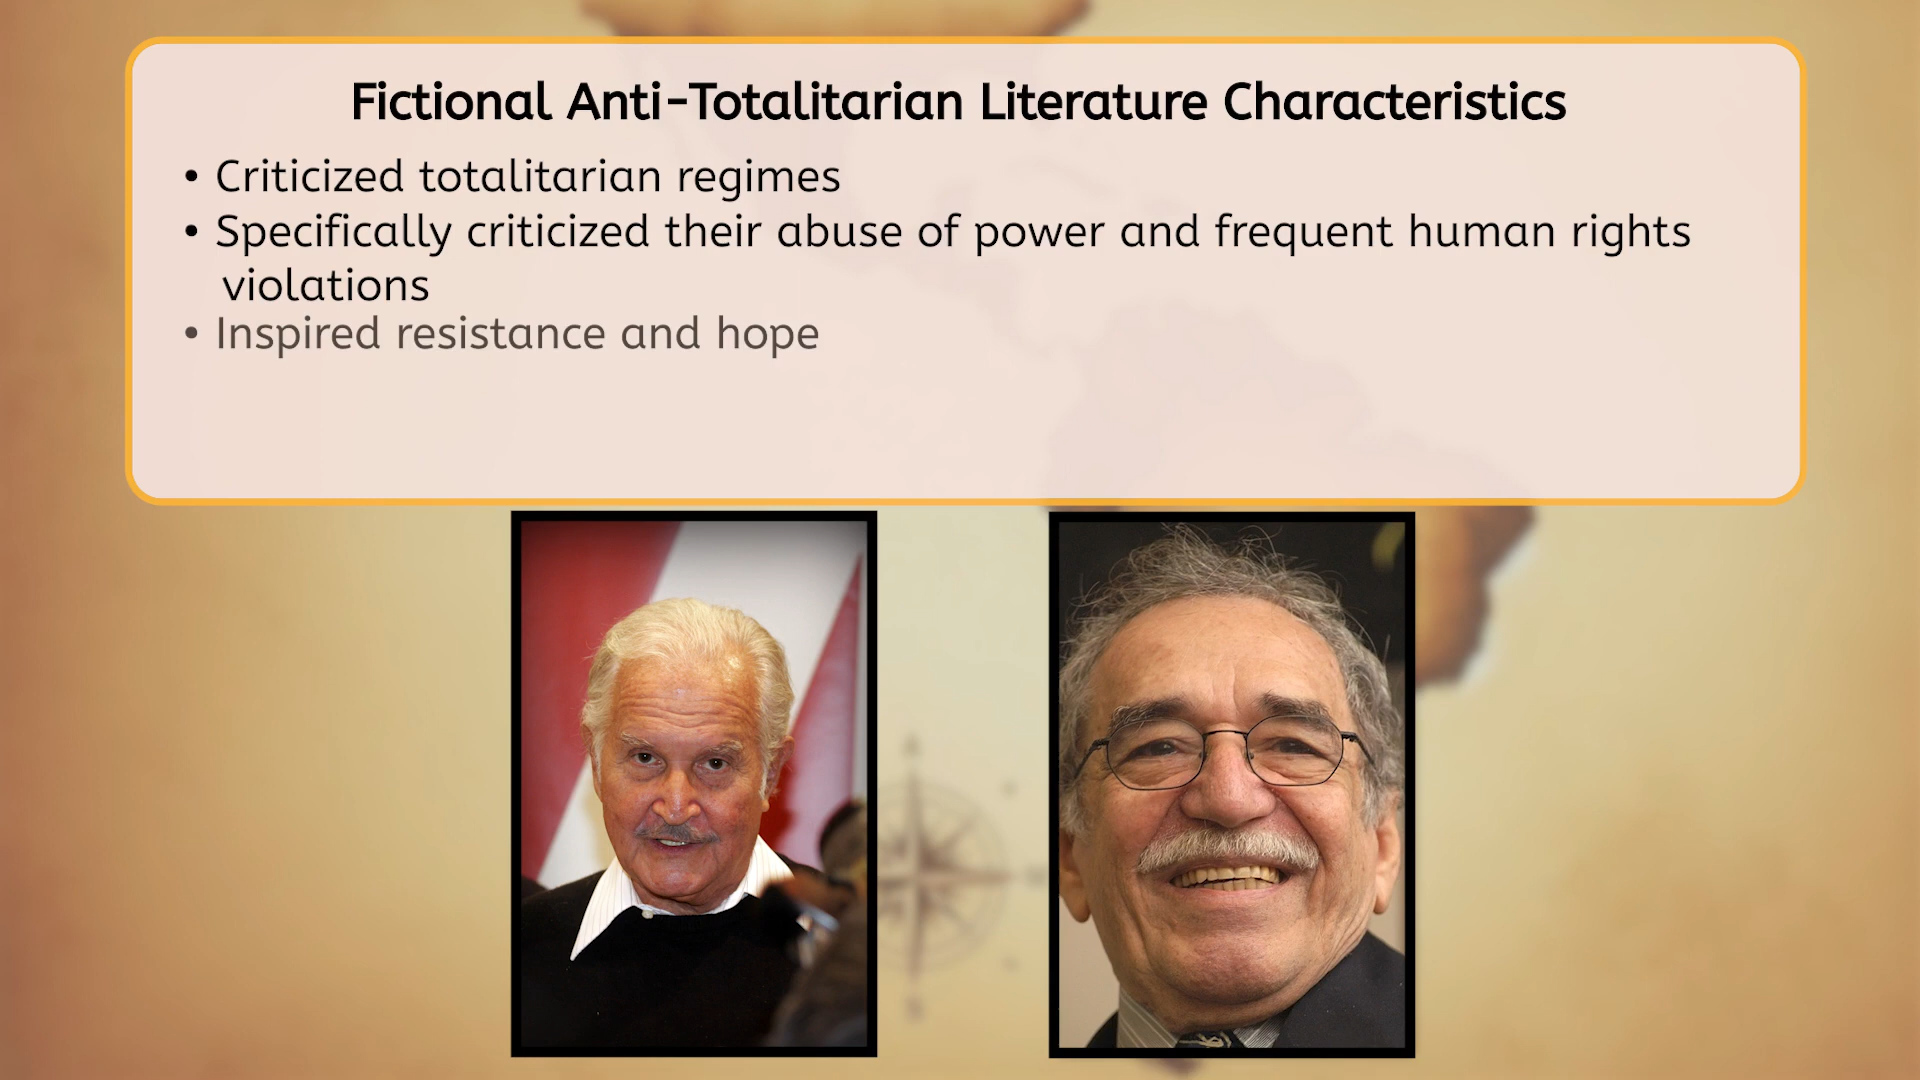 Fictional Anti-Totalitarian Literature Characteristics
• Criticized totalitarian regimes
• Specifically criticized their abuse of power and frequent human rights
violations
• Inspired resistance and hope